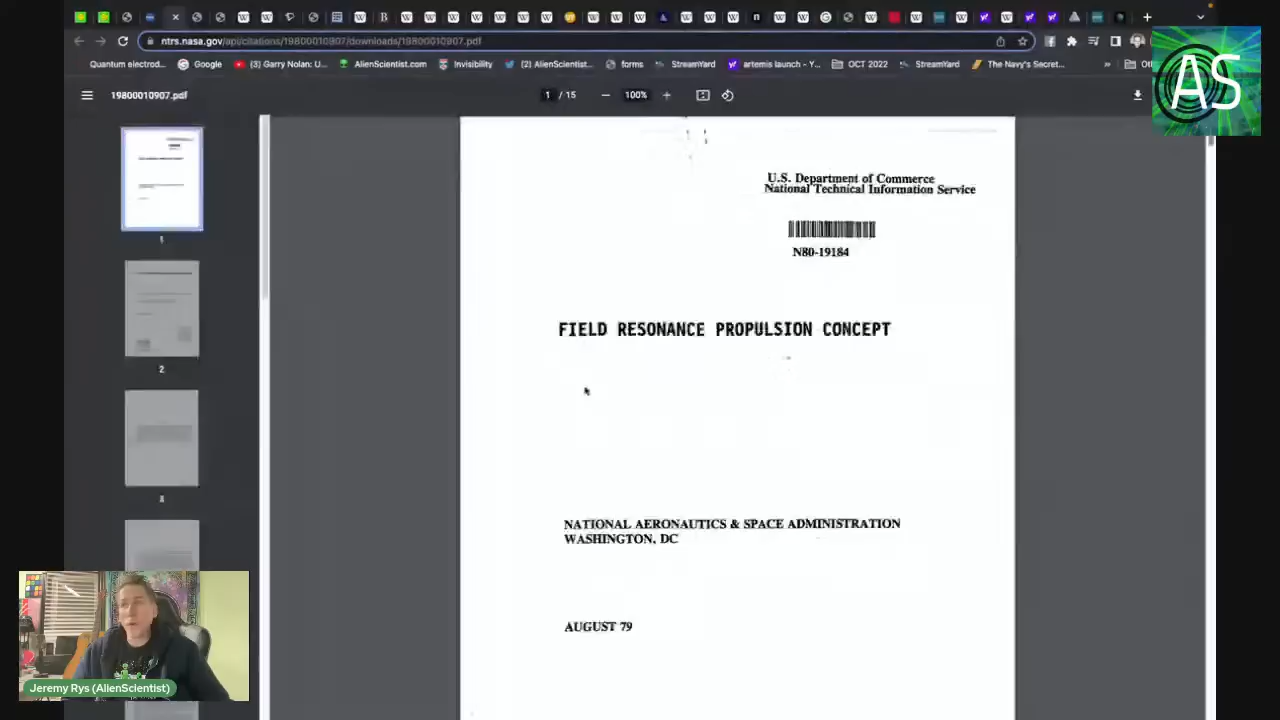 ntrs.nasa.gov/api/citations/19800010907/downloads/19800010907.pdf
Quantum electrod...
Google
(3) Garry Nolan: U...
AlienScientist.com
Invisibility
(2) AlienScientist...
forms
StreamYard
artemis launch - Y...
OCT 2022
StreamYard
The Navy's Secret...
»
AS
19800010907.pdf
1 / 15
100%
U.S. Department of Commerce
National Technical Information Service
N80-19184
FIELD RESONANCE PROPULSION CONCEPT
NATIONAL AERONAUTICS & SPACE ADMINISTRATION
WASHINGTON, DC
AUGUST 79
1
2
3
Jeremy Rys (AlienScientist)